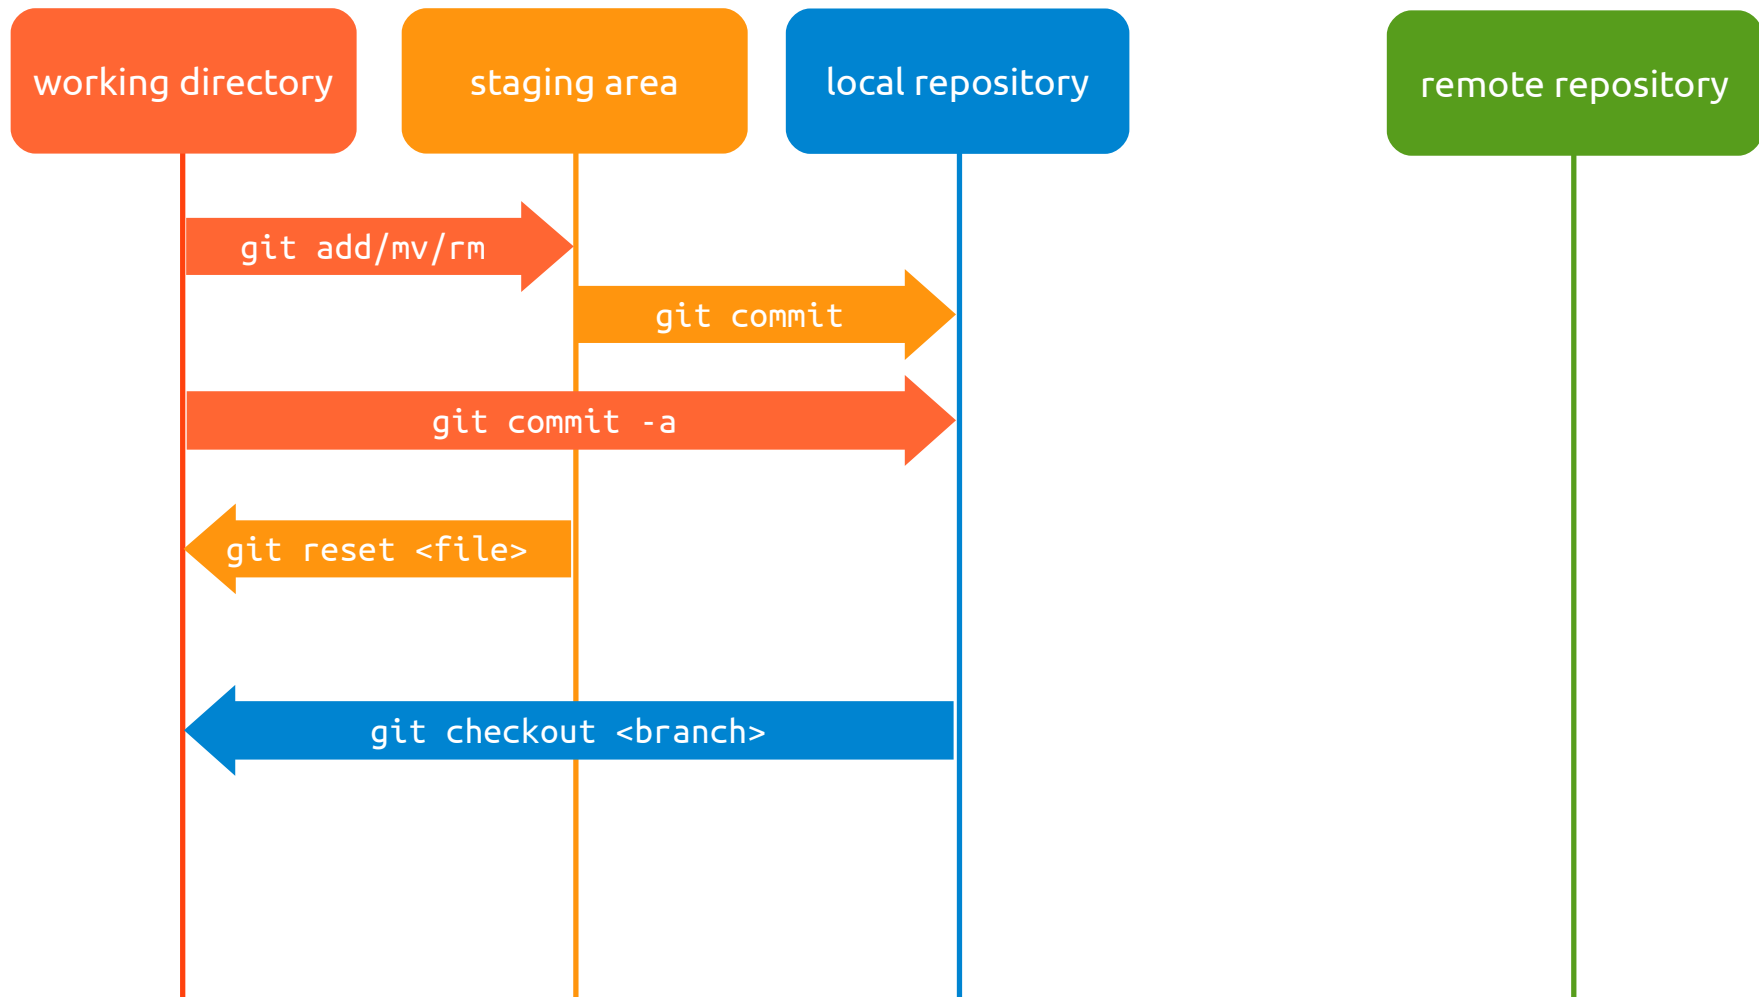 working directory
staging area
local repository
remote repository
git add/mv/rm
git commit
git commit -a
git reset <file>
git checkout <branch>